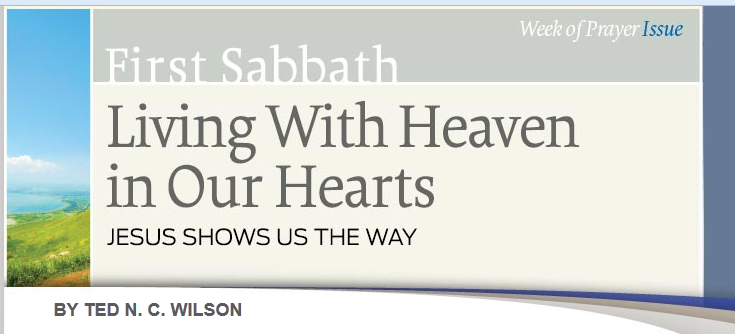 Week of Prayer Issue
First Sabbath
Living With Heaven
in Our Hearts
JESUS SHOWS US THE WAY
BY TED N. C. WILSON